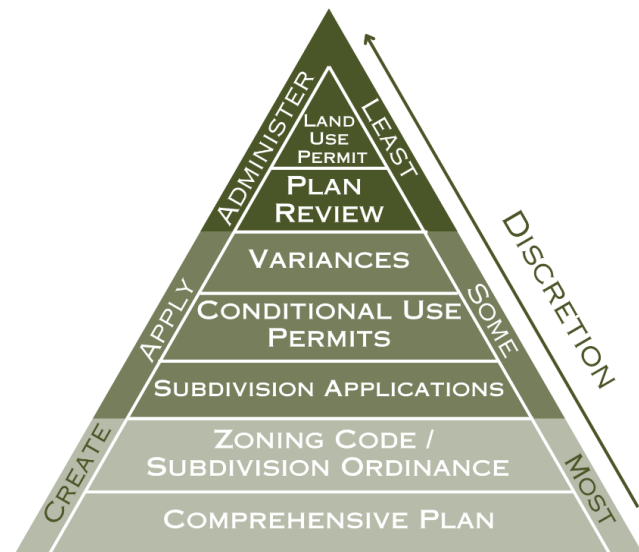 ADMINISTER
LEAST
LAND
USE
PERMIT
PLAN
REVIEW
DISCRETION
APPLY
SOME
VARIANCES
CONDITIONAL USE
PERMITS
SUBDIVISION APPLICATIONS
CREATE
MOST
ZONING CODE /
SUBDIVISION ORDINANCE
COMPREHENSIVE PLAN